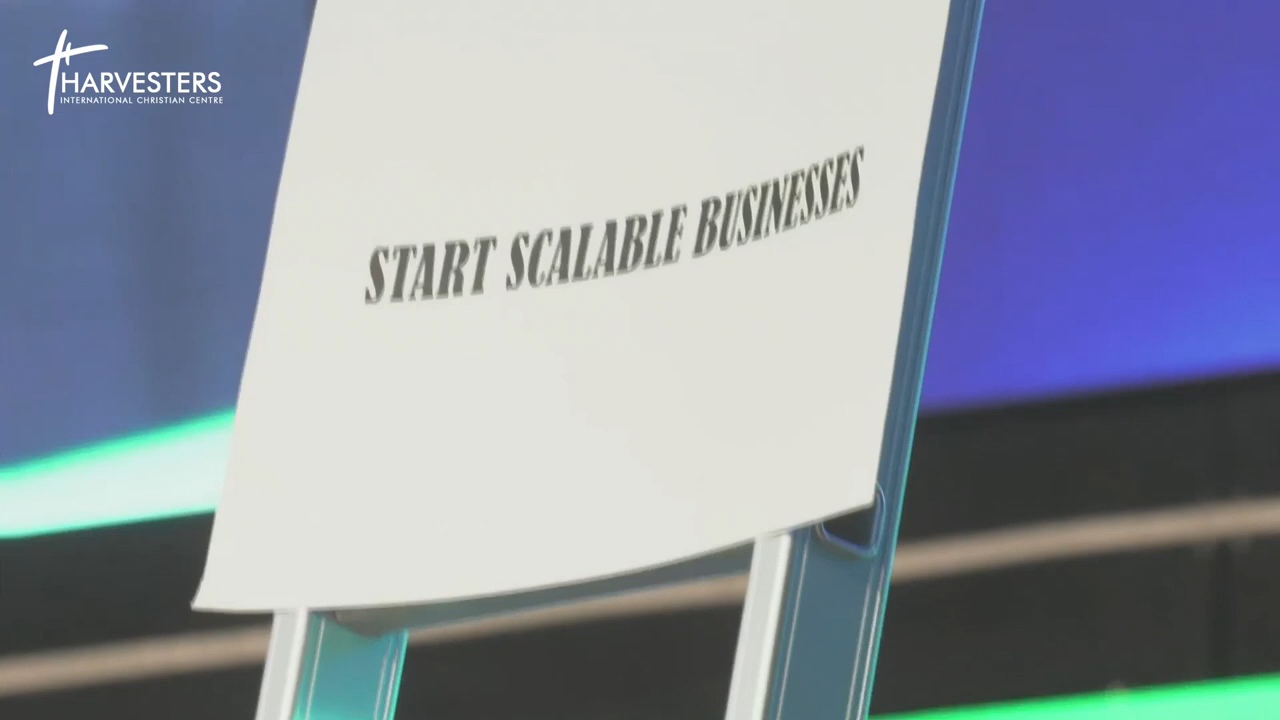 HARVESTERS
INTERNATIONAL CHRISTIAN CENTRE
START SCALABLE BUSINESSES